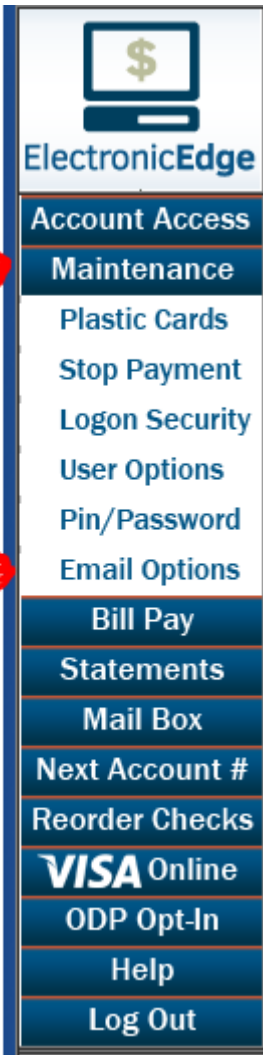 $
ElectronicEdge
Account Access
Maintenance
Plastic Cards
Stop Payment
Logon Security
User Options
Pin/Password
Email Options
Bill Pay
Statements
Mail Box
Next Account #
Reorder Checks
VISA Online
ODP Opt-In
Help
Log Out